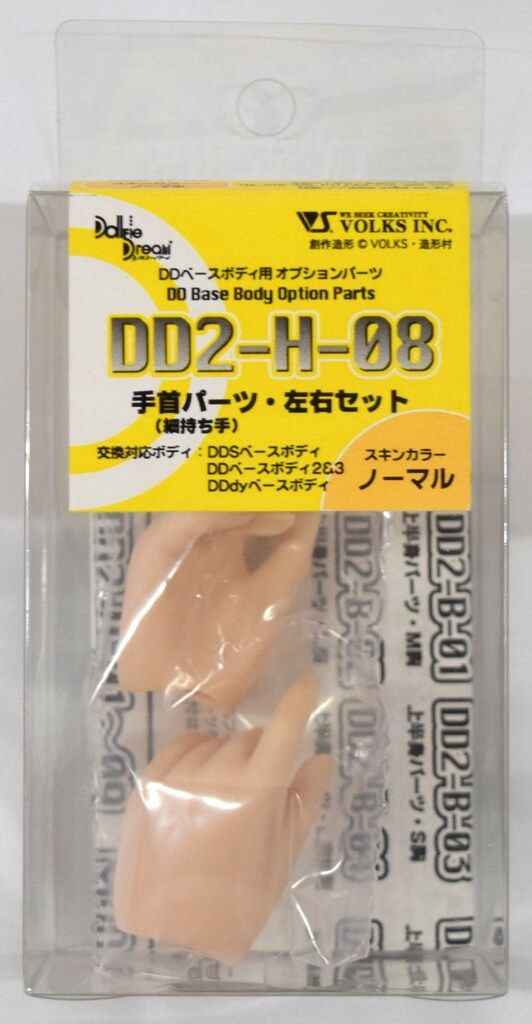 Dollfie Dream
VS WE SEEK CREATIVITY
VOLKS INC.
創作造形 © VOLKS・造形村
DDベースボディ用 オプションパーツ
DD Base Body Option Parts
DD2-H-08
手首パーツ・左右セット
（細持ち手）
交換対応ボディ：DDSベースボディ
DDベースボディ2&3
DDdyベースボディ
スキンカラー
ノーマル
DD2-B-01
上半身パーツ・M胸
DD2-B-03
上半身パーツ・S胸